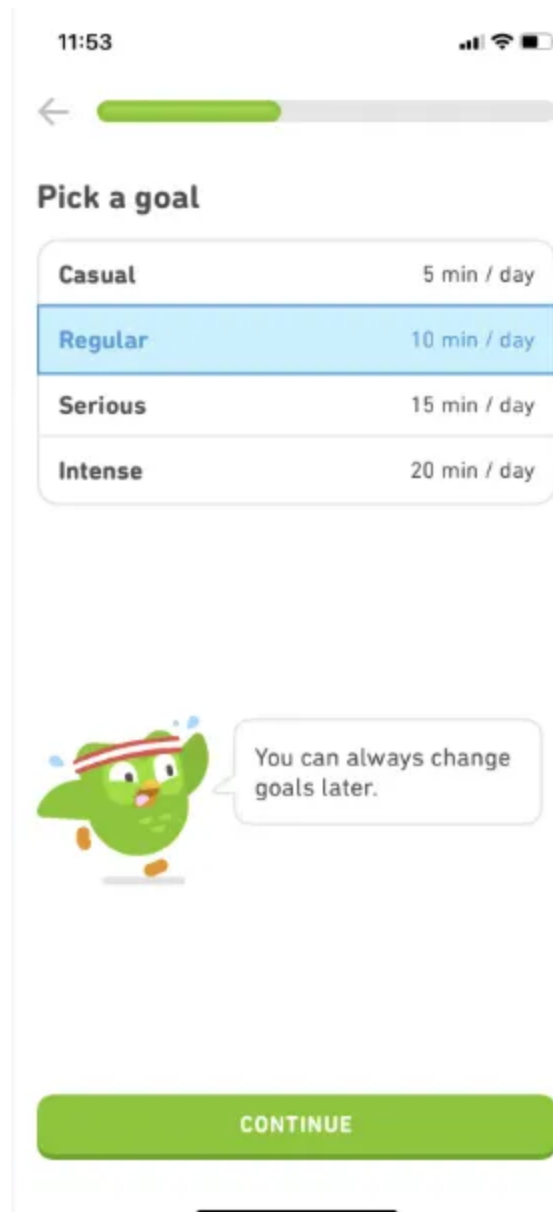 11:53
Pick a goal
Casual 5 min / day
Regular 10 min / day
Serious 15 min / day
Intense 20 min / day
You can always change
goals later.
CONTINUE